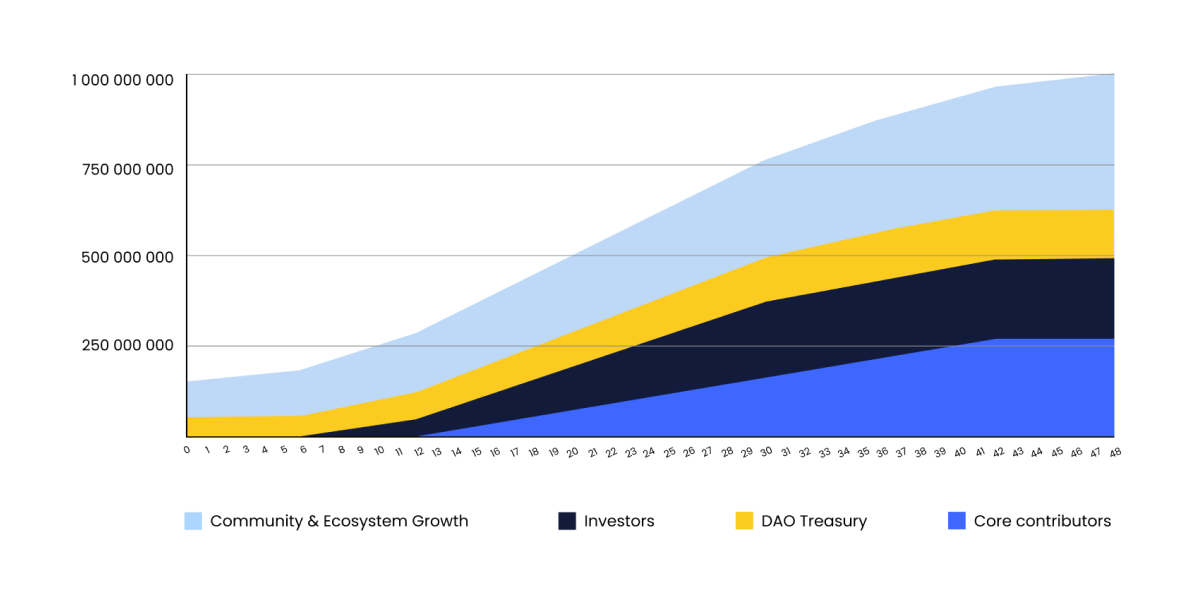 1 000 000 000
750 000 000
500 000 000
250 000 000
0 1 2 3 4 5 6 7 8 9 10 11 12 13 14 15 16 17 18 19 20 21 22 23 24 25 26 27 28 29 30 31 32 33 34 35 36 37 38 39 40 41 42 43 44 45 46 47 48
Community & Ecosystem Growth Investors DAO Treasury Core contributors